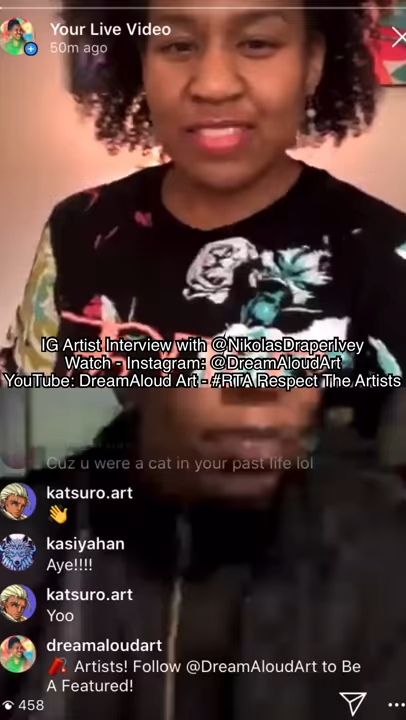 Your Live Video
50m ago
IG Artist Interview with @NikolasDraperIvey
Watch - Instagram: @DreamAloudArt
YouTube: DreamAloud Art - #RTA Respect The Artists
Cuz u were a cat in your past life lol
katsuro.art
👋
kasiyahan
Aye!!!!
katsuro.art
Yoo
dreamaloudart
🧨 Artists! Follow @DreamAloudArt to Be
A Featured!
458